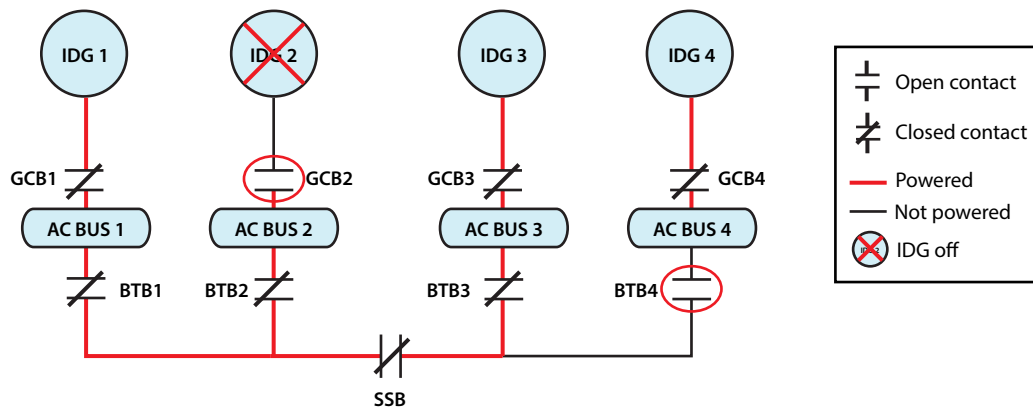 IDG 1
IDG 2
IDG 3
IDG 4
GCB1
GCB2
GCB3
GCB4
AC BUS 1
AC BUS 2
AC BUS 3
AC BUS 4
BTB1
BTB2
BTB3
BTB4
SSB
Open contact
Closed contact
Powered
Not powered
IDG 2
IDG off